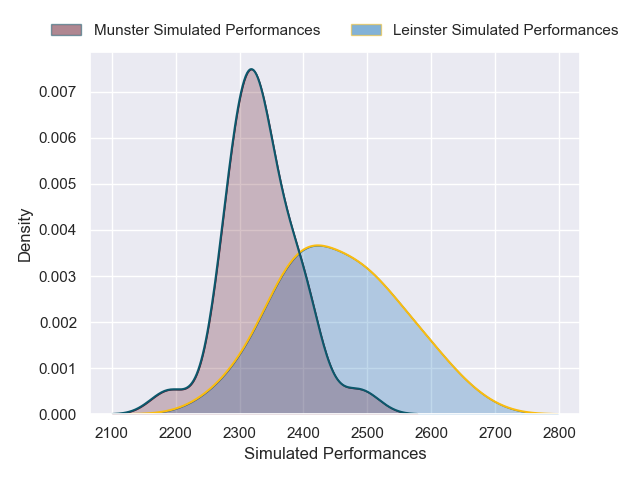 Munster Simulated Performances Leinster Simulated Performances
0.007
0.006
0.005
0.004
0.003
0.002
0.001
0.000
Density
2100 2200 2300 2400 2500 2600 2700 2800
Simulated Performances